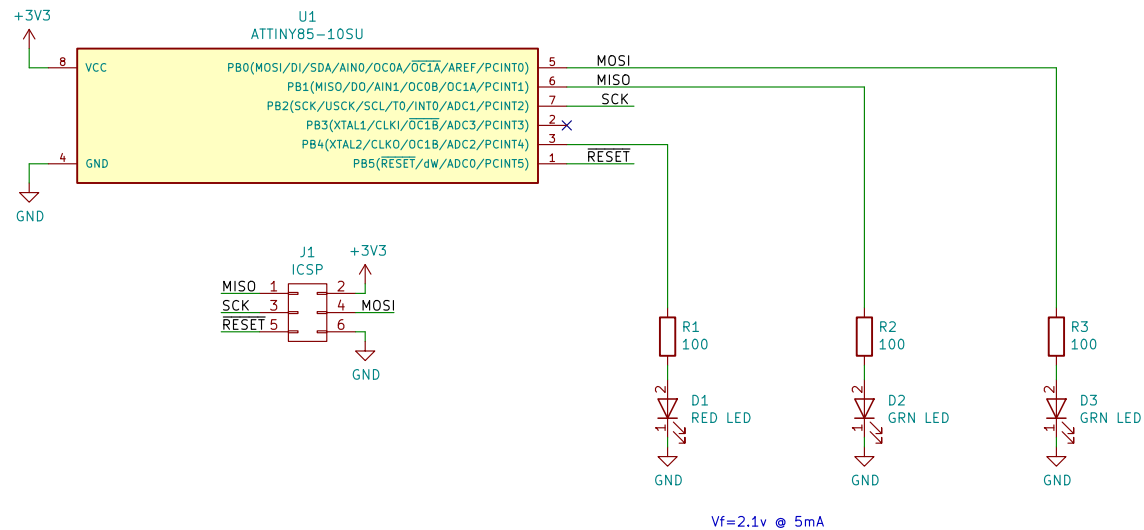 +3V3
U1
ATTINY85-10SU
8 VCC
4 GND
GND
PB0(MOSI/DI/SDA/AIN0/OC0A/OC1A/AREF/PCINT0) 5 MOSI
PB1(MISO/DO/AIN1/OC0B/OC1A/PCINT1) 6 MISO
PB2(SCK/USCK/SCL/T0/INT0/ADC1/PCINT2) 7 SCK
PB3(XTAL1/CLKI/OC1B/ADC3/PCINT3) 2
PB4(XTAL2/CLKO/OC1B/ADC2/PCINT4) 3
PB5(RESET/dW/ADC0/PCINT5) 1 RESET
J1
ICSP
+3V3
MISO 1 2
SCK 3 4 MOSI
RESET 5 6
GND
R1
100
2
D1
RED LED
1
GND
R2
100
2
D2
GRN LED
1
GND
R3
100
2
D3
GRN LED
1
GND
Vf=2.1v @ 5mA